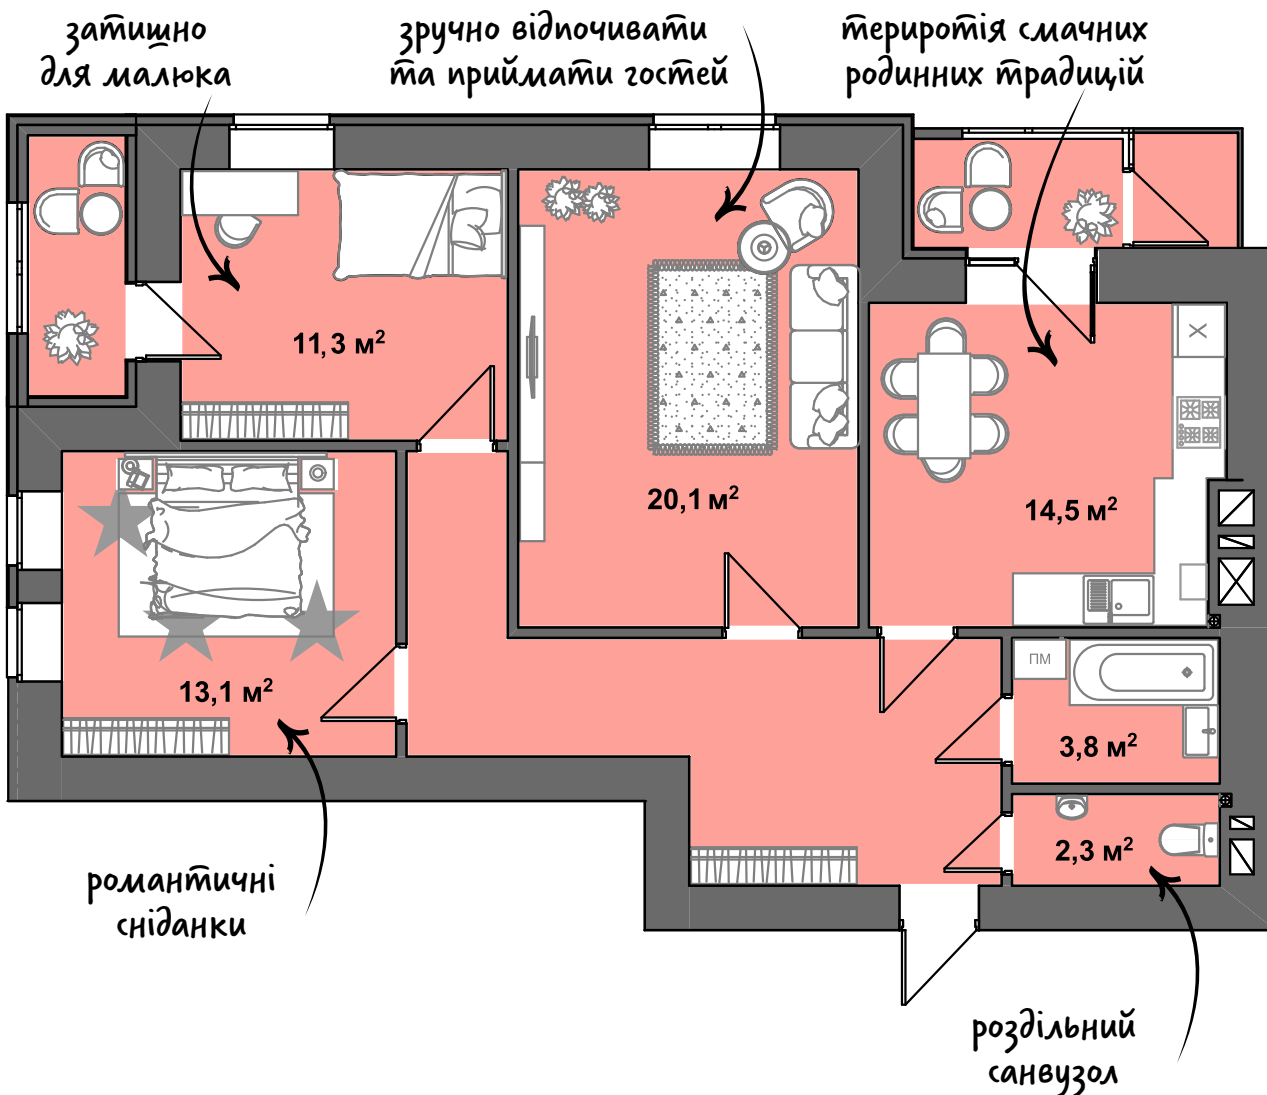 затишно
для малюка
зручно відпочивати
та приймати гостей
териротія смачних
родинних традицій
11,3 м²
20,1 м²
14,5 м²
13,1 м²
ПМ
3,8 м²
2,3 м²
романтичні
сніданки
роздільний
санвузол